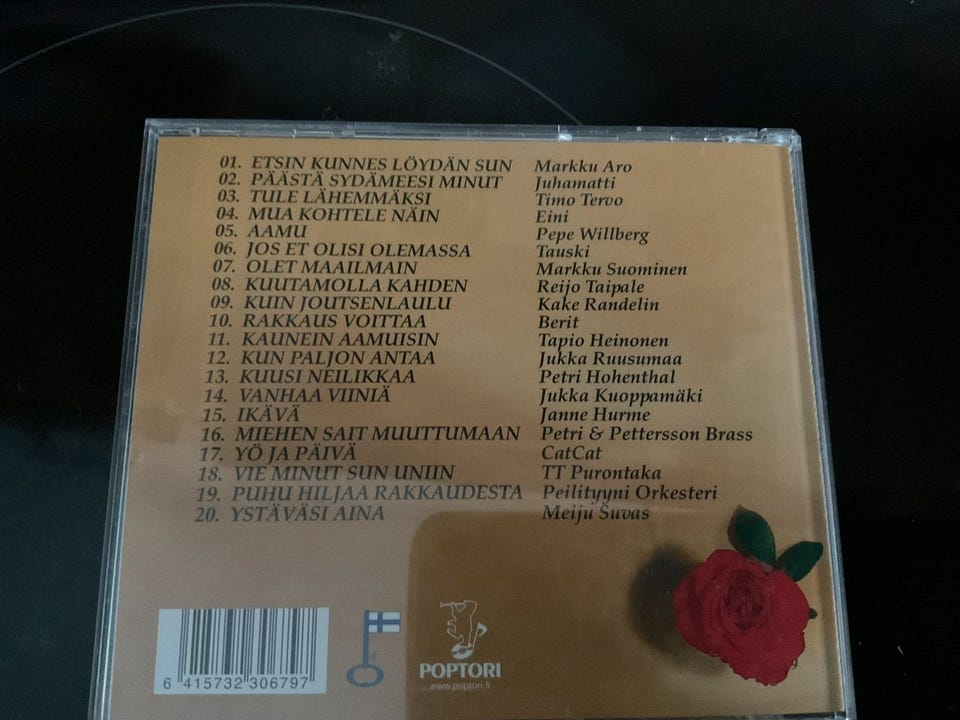 01. ETSIN KUNNES LÖYDÄN SUN Markku Aro
02. PÄÄSTÄ SYDÄMEESI MINUT Juhamatti
03. TULE LÄHEMMÄKSI Timo Tervo
04. MUA KOHTELE NÄIN Eini
05. AAMU Pepe Willberg
06. JOS ET OLISI OLEMASSA Tauski
07. OLET MAAILMAIN Markku Suominen
08. KUUTAMOLLA KAHDEN Reijo Taipale
09. KUIN JOUTSENLAULU Kake Randelin
10. RAKKAUS VOITTAA Berit
11. KAUNEIN AAMUISIN Tapio Heinonen
12. KUN PALJON ANTAA Jukka Ruusumaa
13. KUUSI NEILIKKAA Petri Hohenthal
14. VANHAA VIINIÄ Jukka Kuoppamäki
15. IKÄVÄ Janne Hurme
16. MIEHEN SAIT MUUTTUMAAN Petri & Pettersson Brass
17. YÖ JA PÄIVÄ CatCat
18. VIE MINUT SUN UNIIN TT Purontaka
19. PUHU HILJAA RAKKAUDESTA Peilityyni Orkesteri
20. YSTÄVÄSI AINA Meiju Suvas
6 415732 306797
POPTORI
www.poptori.fi